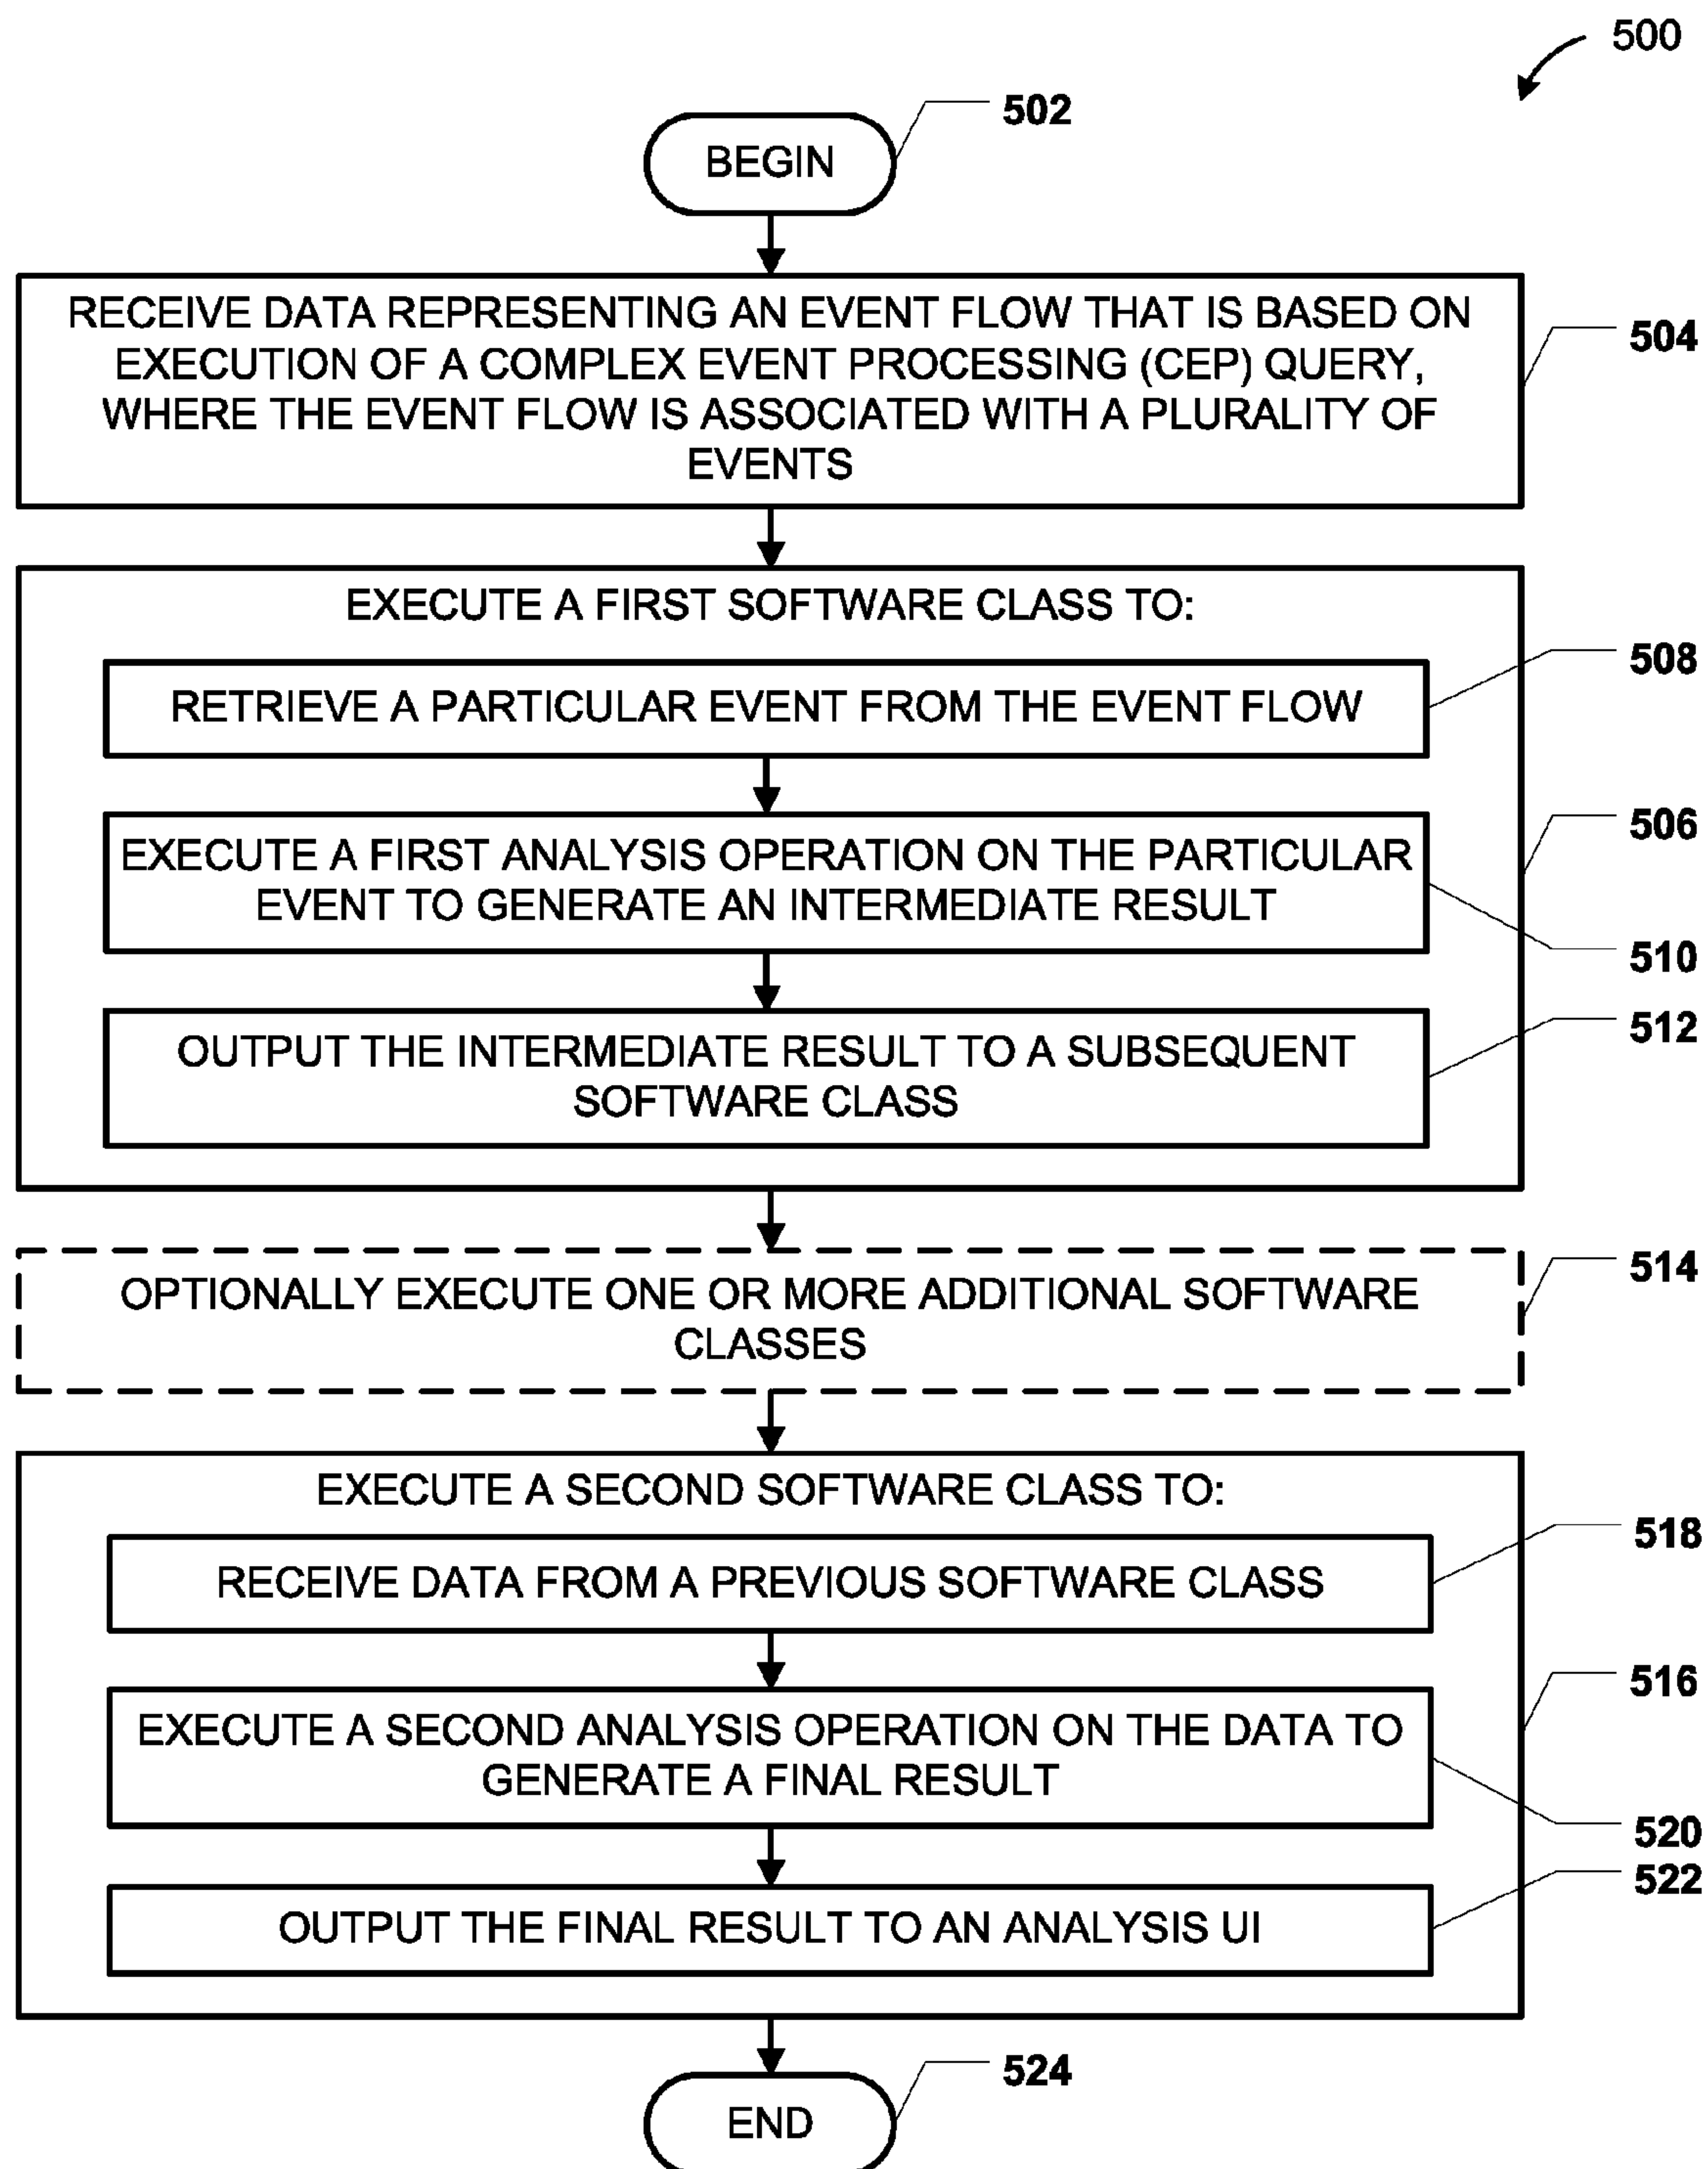 500
502
BEGIN
RECEIVE DATA REPRESENTING AN EVENT FLOW THAT IS BASED ON
EXECUTION OF A COMPLEX EVENT PROCESSING (CEP) QUERY,
WHERE THE EVENT FLOW IS ASSOCIATED WITH A PLURALITY OF
EVENTS
504
EXECUTE A FIRST SOFTWARE CLASS TO:
508
RETRIEVE A PARTICULAR EVENT FROM THE EVENT FLOW
506
EXECUTE A FIRST ANALYSIS OPERATION ON THE PARTICULAR
EVENT TO GENERATE AN INTERMEDIATE RESULT
510
512
OUTPUT THE INTERMEDIATE RESULT TO A SUBSEQUENT
SOFTWARE CLASS
514
OPTIONALLY EXECUTE ONE OR MORE ADDITIONAL SOFTWARE
CLASSES
EXECUTE A SECOND SOFTWARE CLASS TO:
518
RECEIVE DATA FROM A PREVIOUS SOFTWARE CLASS
516
EXECUTE A SECOND ANALYSIS OPERATION ON THE DATA TO
GENERATE A FINAL RESULT
520
522
OUTPUT THE FINAL RESULT TO AN ANALYSIS UI
524
END